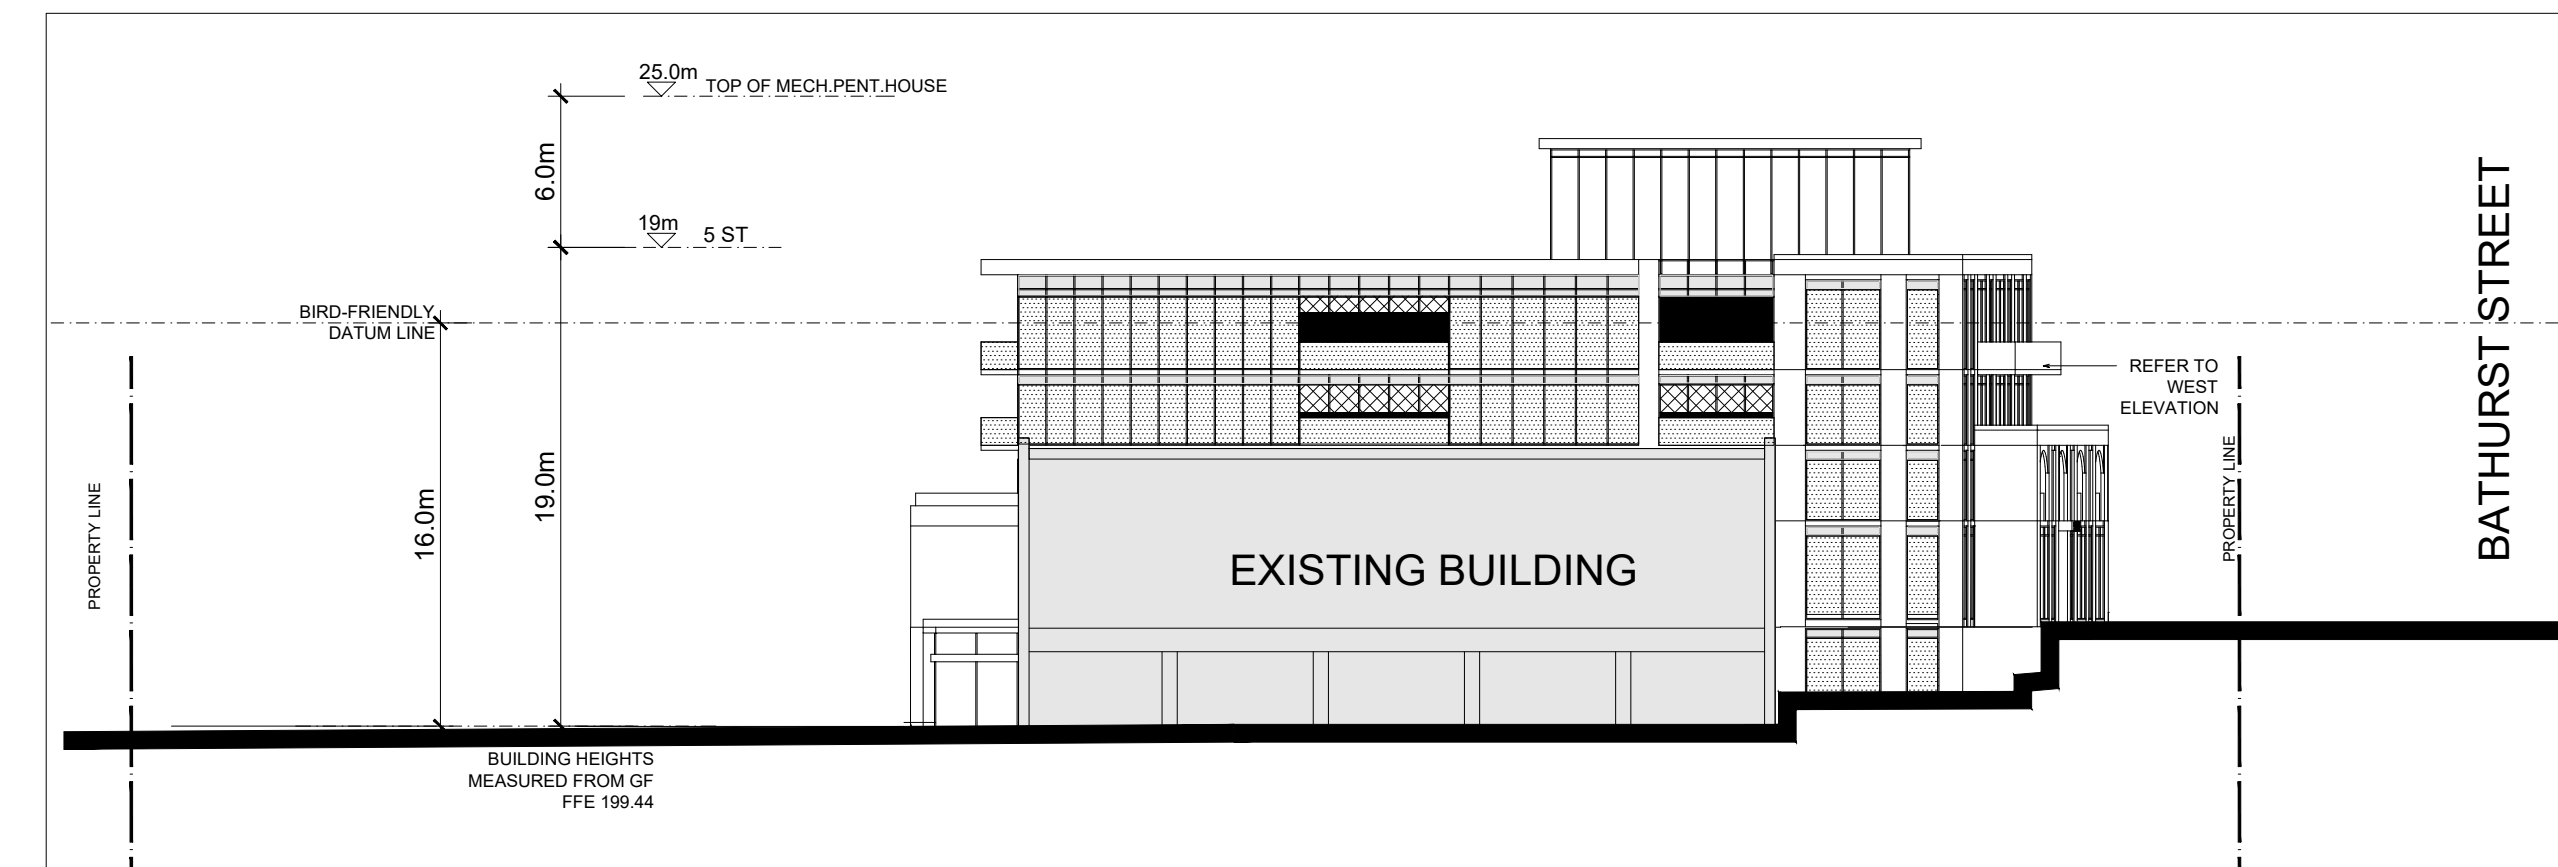 25.0m
TOP OF MECH.PENT.HOUSE
6.0m
19m
5 ST
BIRD-FRIENDLY
DATUM LINE
16.0m
19.0m
PROPERTY LINE
EXISTING BUILDING
REFER TO
WEST
ELEVATION
PROPERTY LINE
BATHURST STREET
BUILDING HEIGHTS
MEASURED FROM GF
FFE 199.44